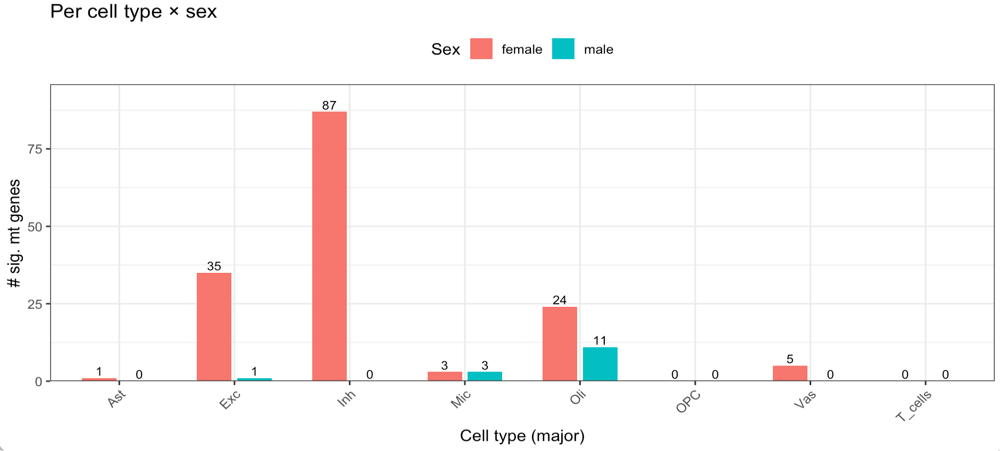 Per cell type × sex
Sex female male
# sig. mt genes
75
50
25
0
1 0
35 1
87 0
3 3
24 11
0 0
5 0
0 0
Ast Exc Inh Mic Oli OPC Vas T_cells
Cell type (major)